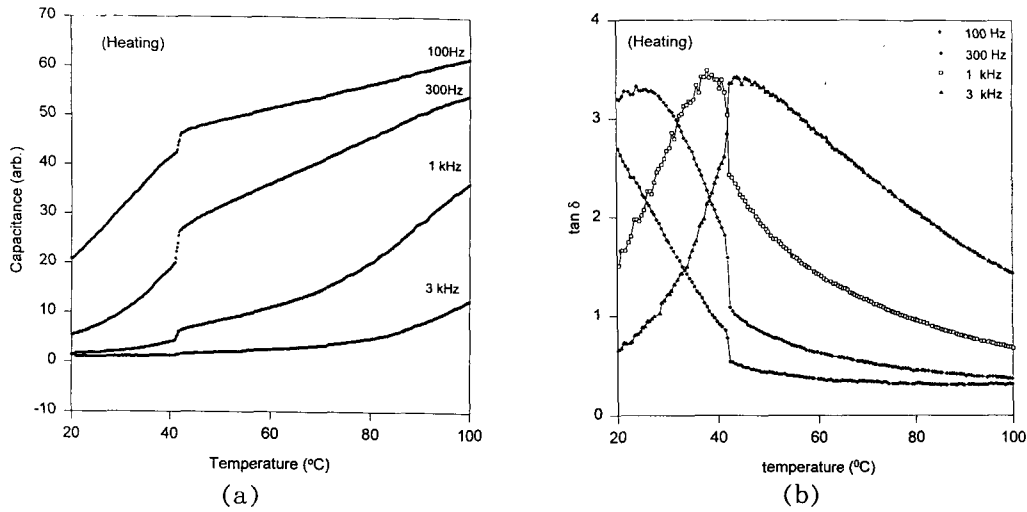 70
60
50
40
30
20
10
0
-10
Capacitance (arb.)
(Heating)
100Hz
300Hz
1 kHz
3 kHz
20
40
60
80
100
Temperature (°C)
(a)
4
3
2
1
0
tan δ
(Heating)
100 Hz
300 Hz
1 kHz
3 kHz
20
40
60
80
100
temperature (⁰C)
(b)